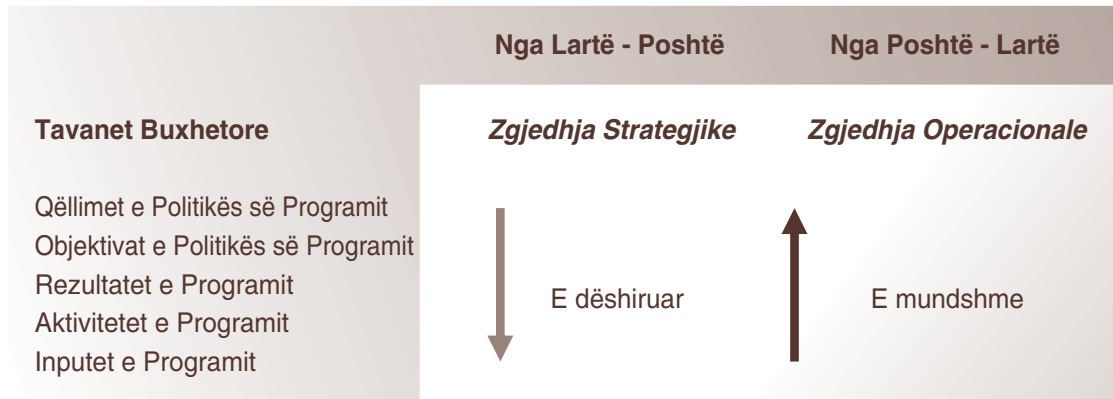 Nga Lartë - Poshtë Nga Poshtë - Lartë
Tavanet Buxhetore Zgjedhja Strategjike Zgjedhja Operacionale
Qëllimet e Politikës së Programit
Objektivat e Politikës së Programit
Rezultatet e Programit
E dëshiruar E mundshme
Aktivitetet e Programit
Inputet e Programit